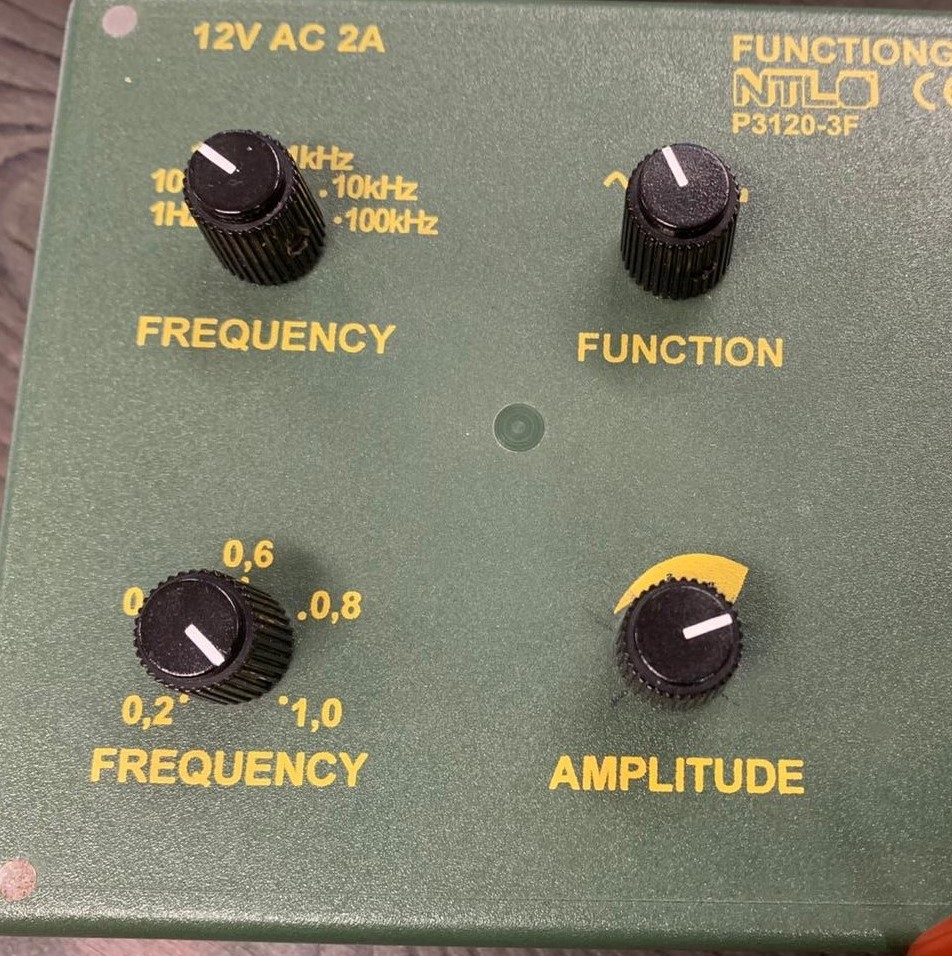 12V AC 2A
FUNCTIONG
NTL
P3120-3F
1kHz
10
10kHz
1Hz
100kHz
FREQUENCY
FUNCTION
0,6
0,8
0,2
1,0
FREQUENCY
AMPLITUDE